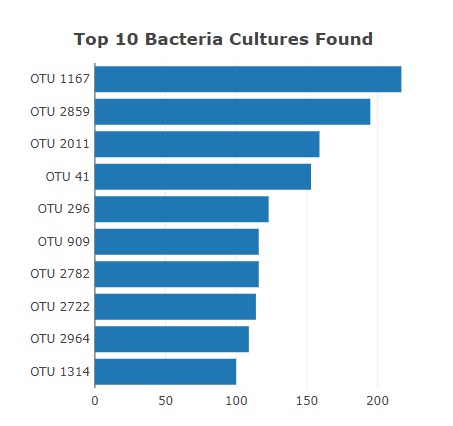 Top 10 Bacteria Cultures Found
OTU 1167
OTU 2859
OTU 2011
OTU 41
OTU 296
OTU 909
OTU 2782
OTU 2722
OTU 2964
OTU 1314
0 50 100 150 200